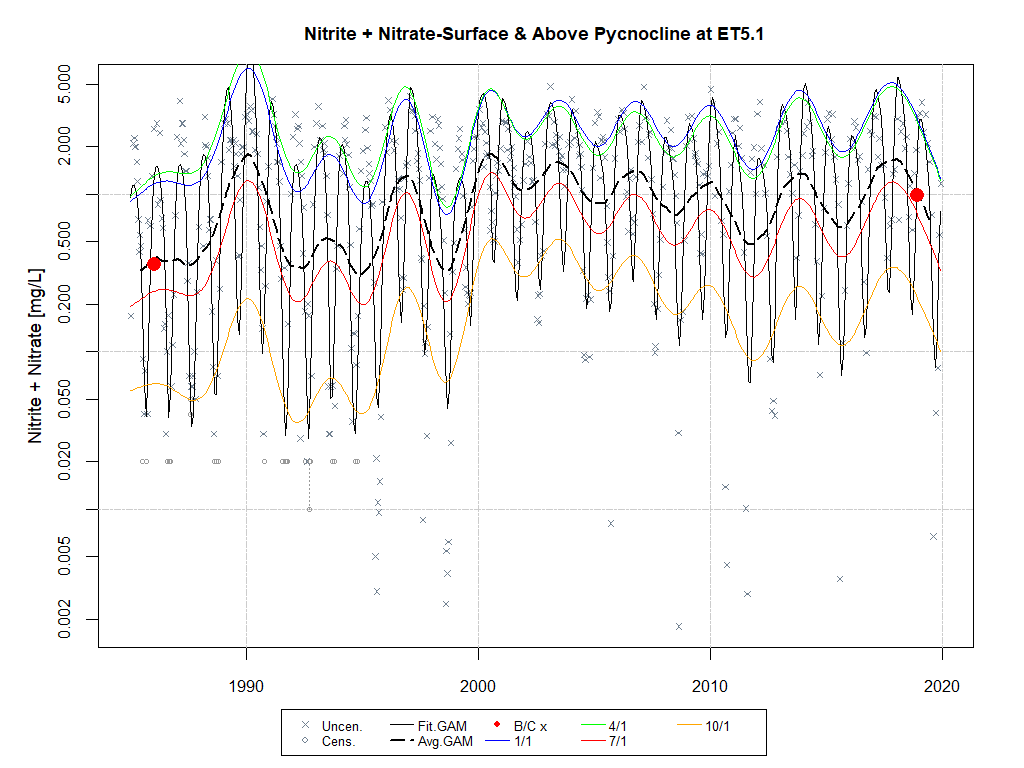 Nitrite + Nitrate-Surface & Above Pycnocline at ET5.1
Nitrite + Nitrate [mg/L]
5.000
2.000
0.500
0.200
0.050
0.020
0.005
0.002
1990 2000 2010 2020
Uncen. Fit.GAM B/C x 4/1 10/1
Cens. Avg.GAM 1/1 7/1